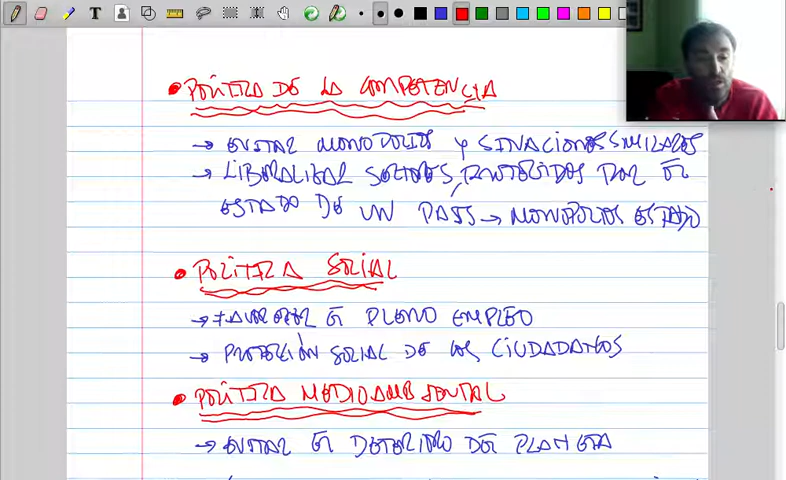 POLÍTICA DE LA COMPETENCIA
→ EVITAR MONOPOLIOS Y SITUACIONES SIMILARES
→ LIBERALIZAR SECTORES PROTEGIDOS POR EL
ESTADO DE UN PAÍS → MONOPOLIOS ESTADO
POLÍTICA SOCIAL
→ FAVORECER EL PLENO EMPLEO
→ PROTECCIÓN SOCIAL DE LOS CIUDADANOS
POLÍTICA MEDIOAMBIENTAL
→ EVITAR EL DETERIORO DEL PLANETA